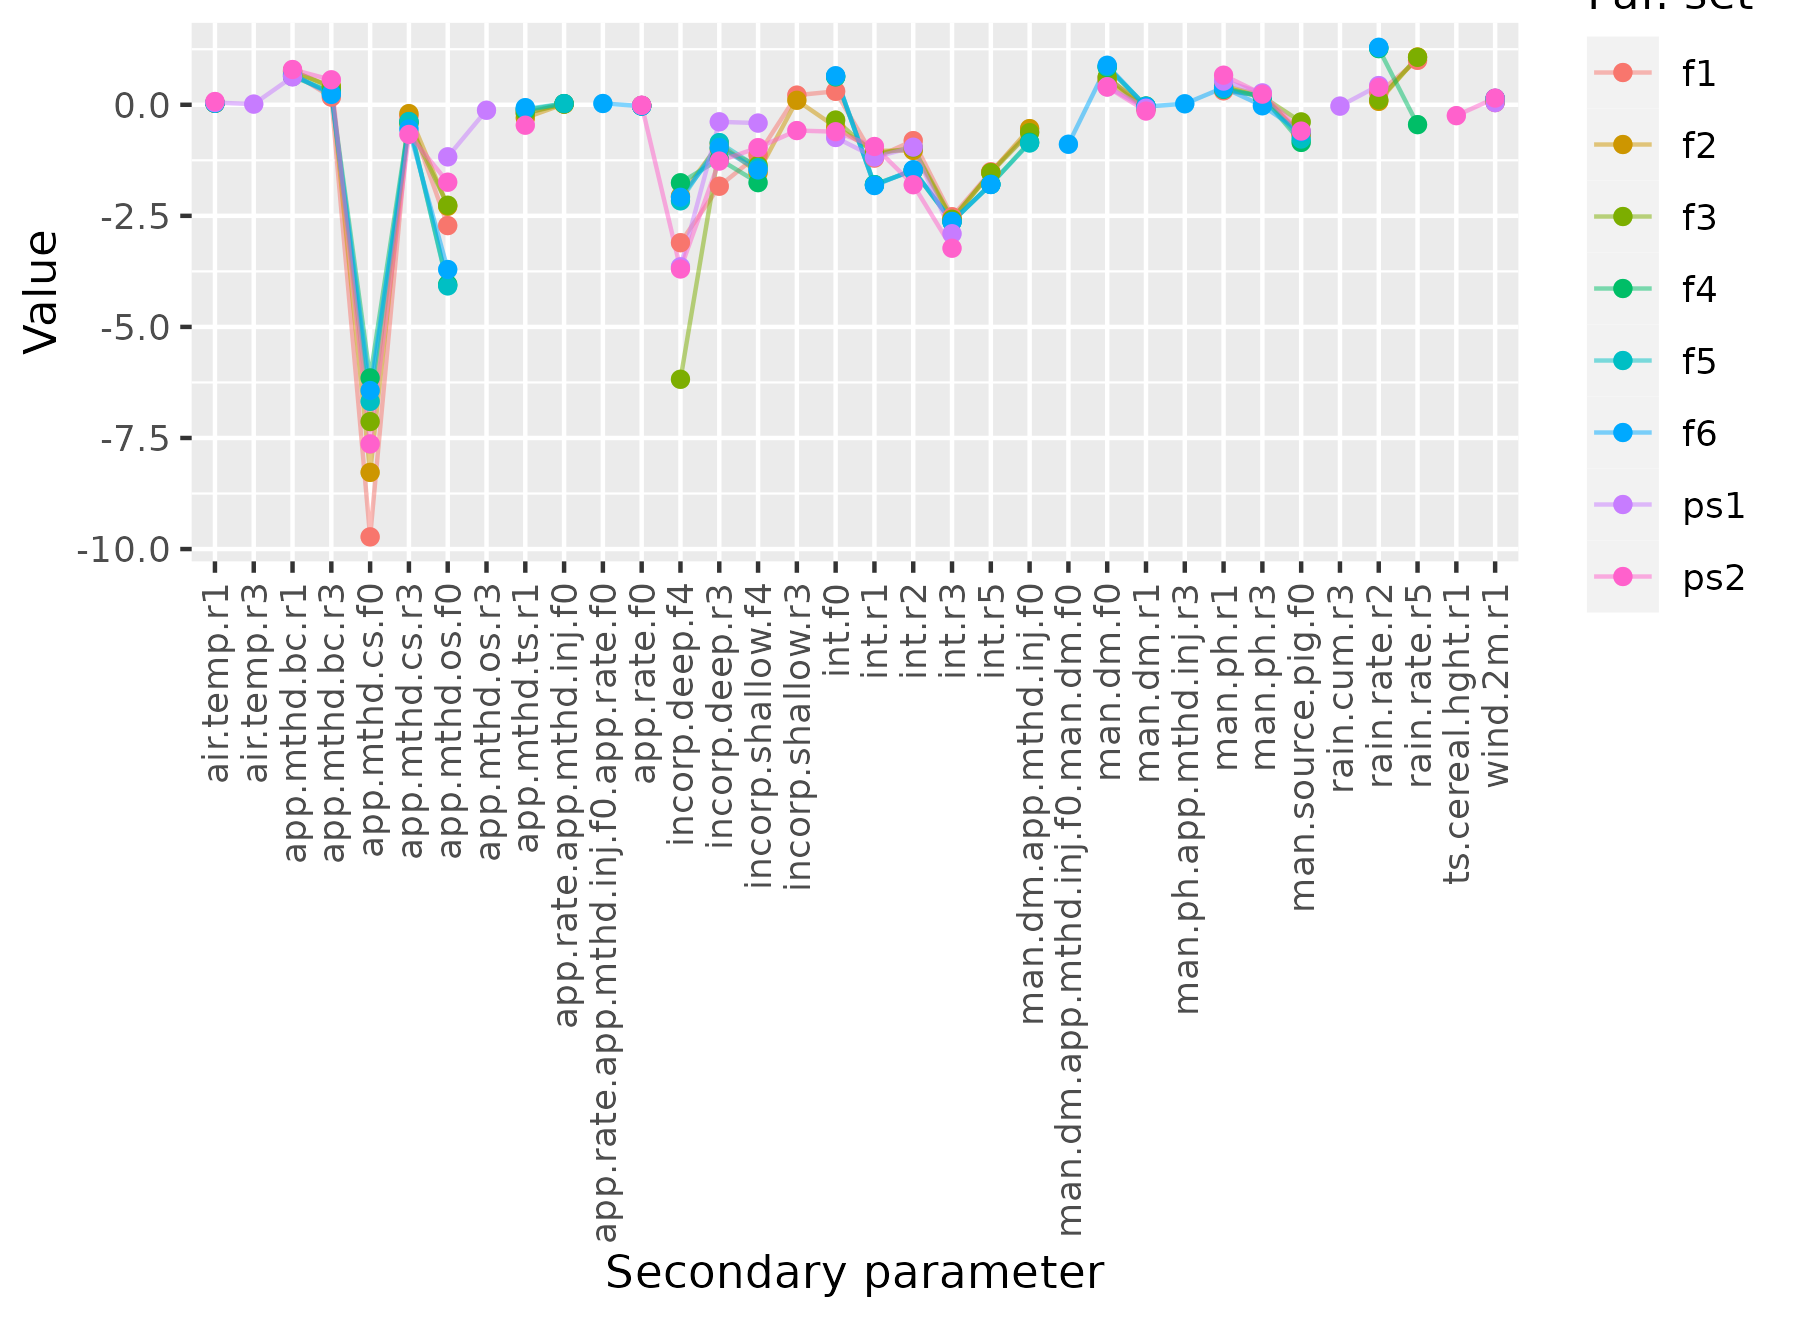 Par. set
f1
f2
f3
f4
f5
f6
ps1
ps2
Value
0.0
-2.5
-5.0
-7.5
-10.0
air.temp.r1
air.temp.r3
app.mthd.bc.r1
app.mthd.bc.r3
app.mthd.cs.f0
app.mthd.cs.r3
app.mthd.os.f0
app.mthd.os.r3
app.mthd.ts.r1
app.rate.app.mthd.inj.f0
app.rate.app.mthd.inj.f0.app.rate.f0
app.rate.f0
incorp.deep.f4
incorp.deep.r3
incorp.shallow.f4
incorp.shallow.r3
int.f0
int.r1
int.r2
int.r3
int.r5
man.dm.app.mthd.inj.f0
man.dm.app.mthd.inj.f0.man.dm.f0
man.dm.f0
man.dm.r1
man.ph.app.mthd.inj.r3
man.ph.r1
man.ph.r3
man.source.pig.f0
rain.cum.r3
rain.rate.r2
rain.rate.r5
ts.cereal.hght.r1
wind.2m.r1
Secondary parameter